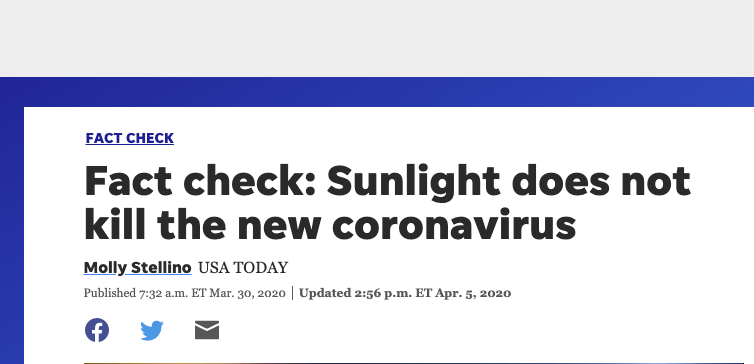 FACT CHECK
Fact check: Sunlight does not
kill the new coronavirus
Molly Stellino USA TODAY
Published 7:32 a.m. ET Mar. 30, 2020 | Updated 2:56 p.m. ET Apr. 5, 2020